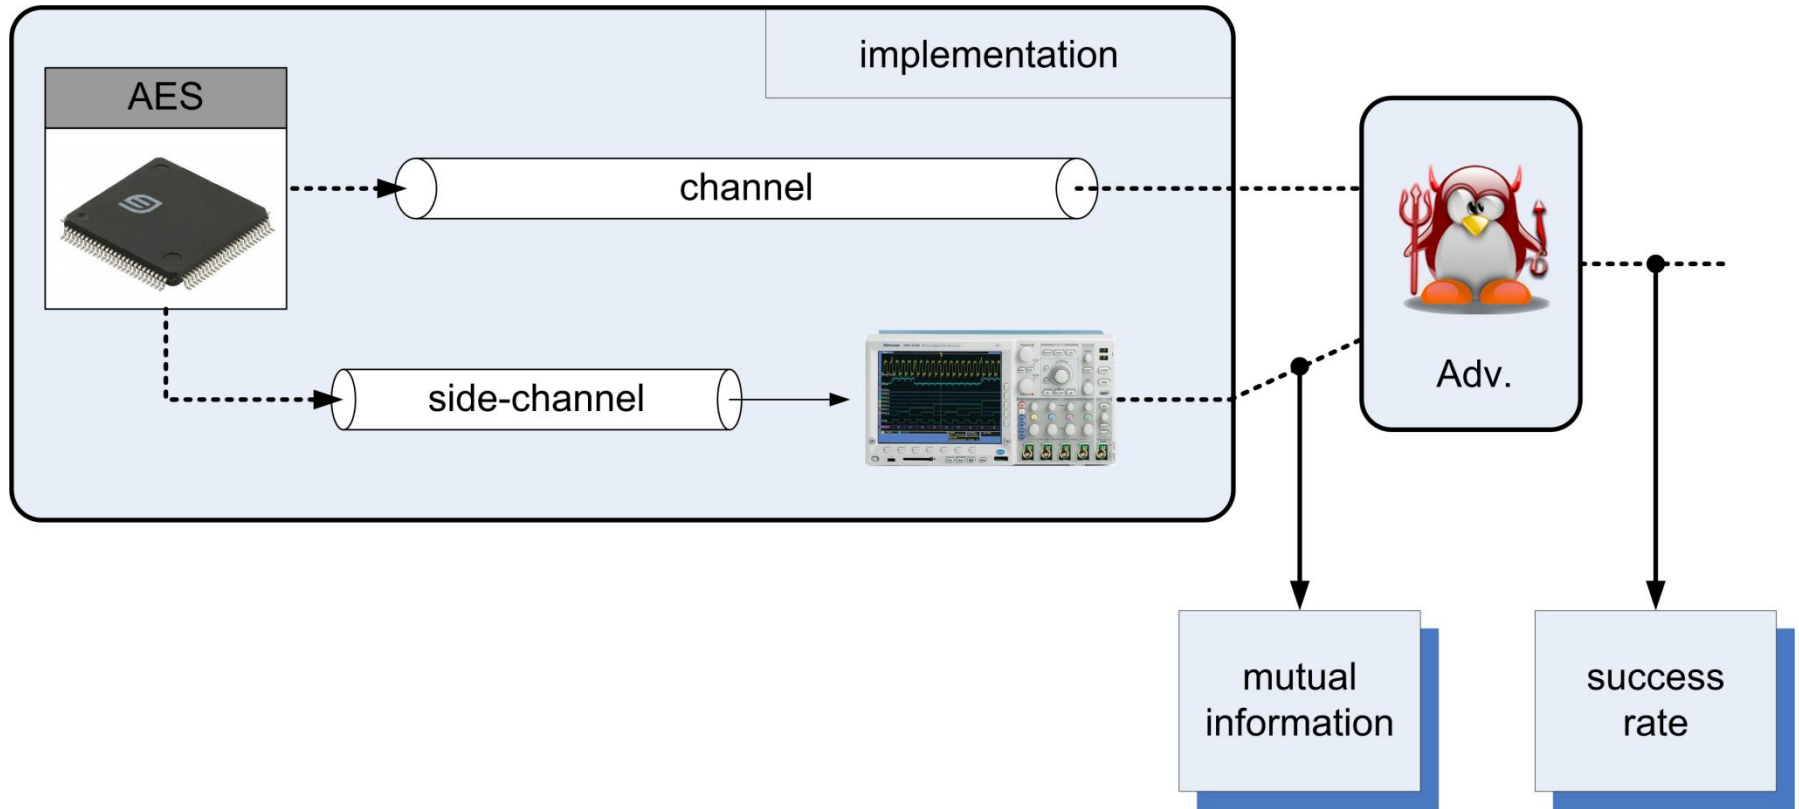 implementation
AES
channel
side-channel
Adv.
mutual
information
success
rate